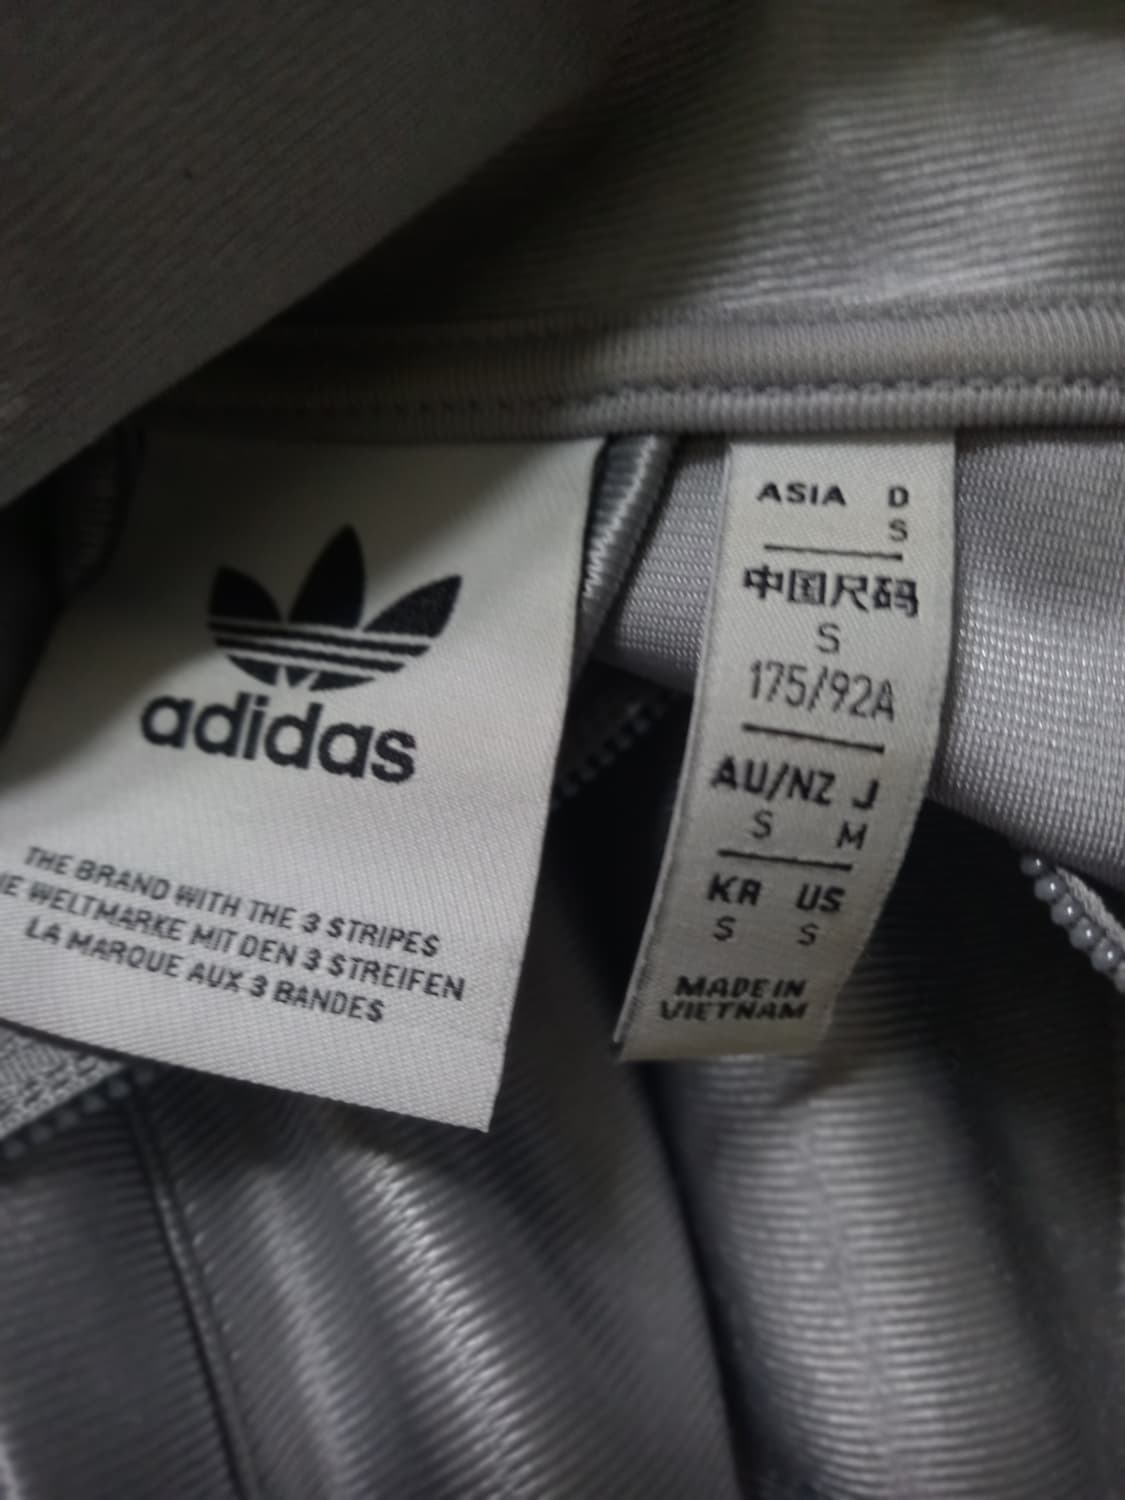 adidas
THE BRAND WITH THE 3 STRIPES
WELTMARKE MIT DEN 3 STREIFEN
LA MARQUE AUX 3 BANDES
ASIA D
S
中国尺码
S
175/92A
AU/NZ J
S M
KR US
S S
MADE IN
VIETNAM